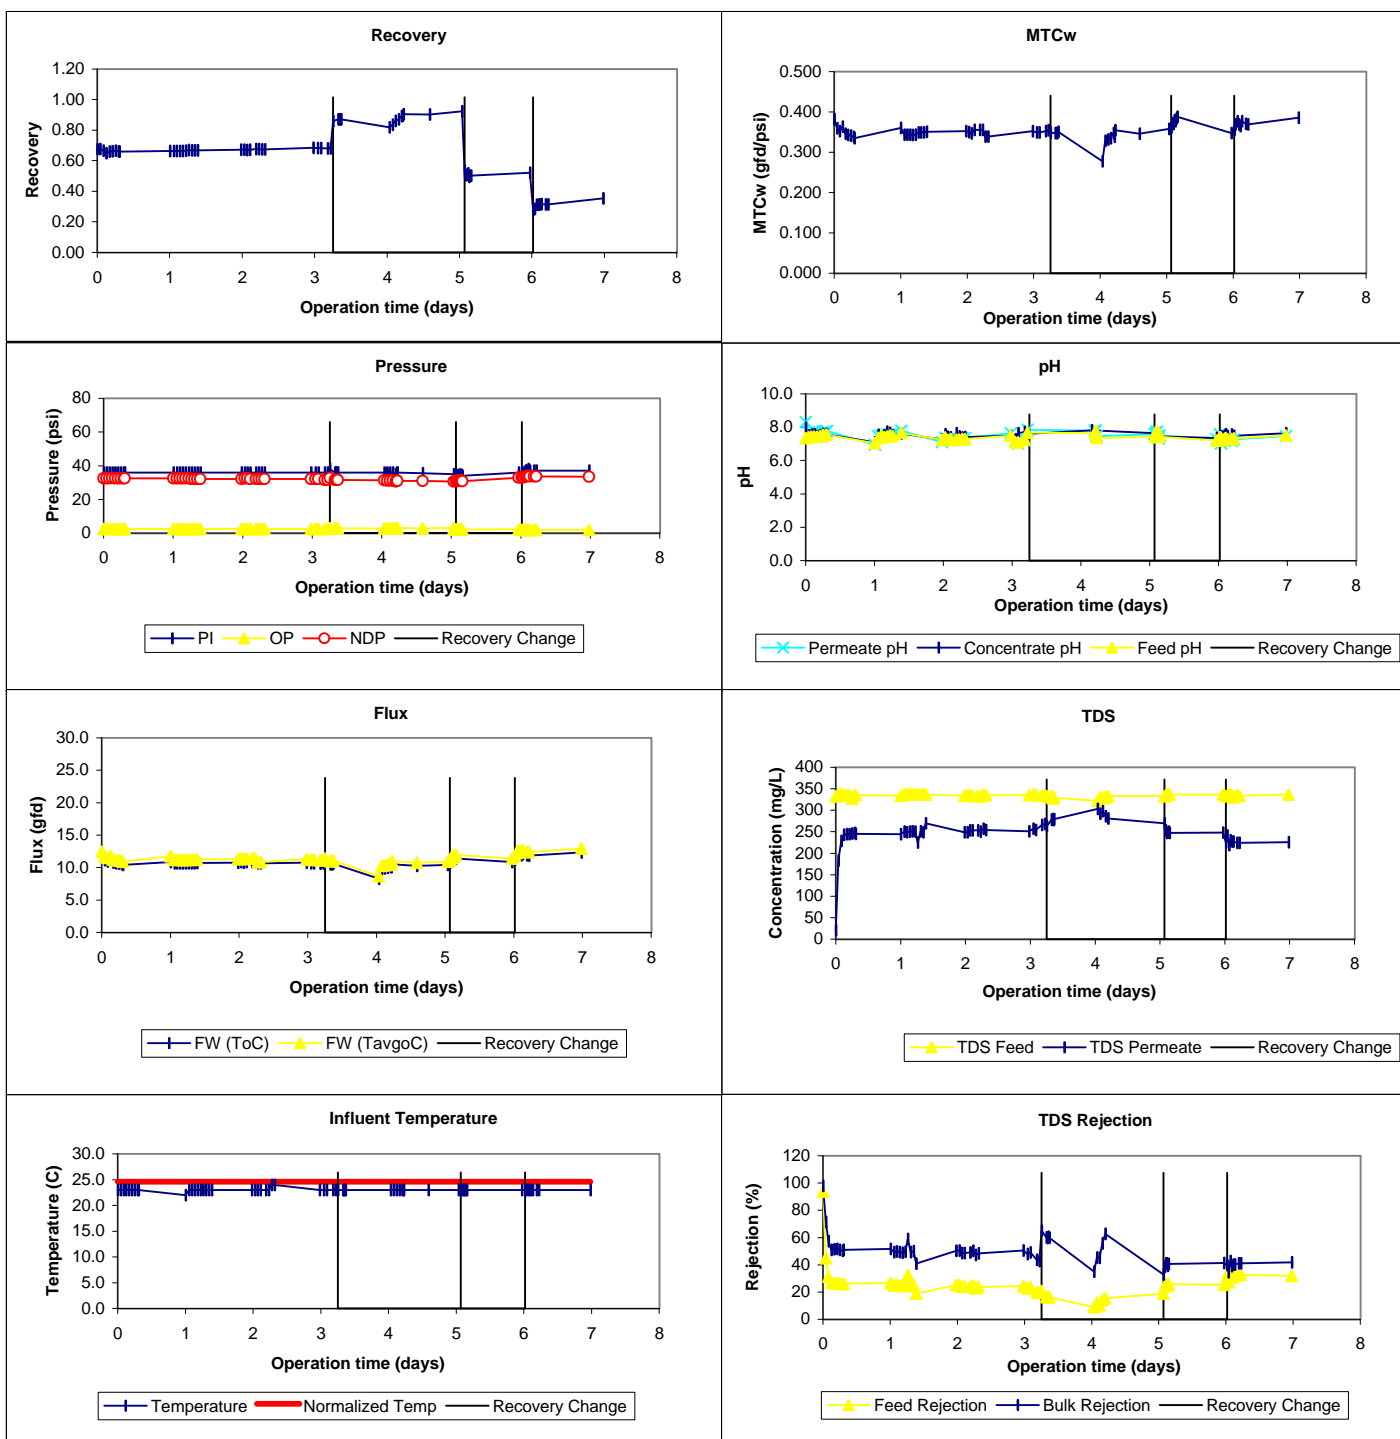 Recovery
1.20
1.00
0.80
0.60
0.40
0.20
0.00
Recovery
0 1 2 3 4 5 6 7 8
Operation time (days)
MTCw
0.500
0.400
0.300
0.200
0.100
0.000
MTCw (gfd/psi)
0 1 2 3 4 5 6 7 8
Operation time (days)
Pressure
80
60
40
20
0
Pressure (psi)
0 1 2 3 4 5 6 7 8
Operation time (days)
PI OP NDP Recovery Change
pH
10.0
8.0
6.0
4.0
2.0
0.0
pH
0 1 2 3 4 5 6 7 8
Operation time (days)
Permeate pH Concentrate pH Feed pH Recovery Change
Flux
30.0
25.0
20.0
15.0
10.0
5.0
0.0
Flux (gfd)
0 1 2 3 4 5 6 7 8
Operation time (days)
FW (ToC) FW (TavgoC) Recovery Change
TDS
400
350
300
250
200
150
100
50
0
Concentration (mg/L)
0 1 2 3 4 5 6 7 8
Operation time (days)
TDS Feed TDS Permeate Recovery Change
Influent Temperature
30.0
25.0
20.0
15.0
10.0
5.0
0.0
Temperature (C)
0 1 2 3 4 5 6 7 8
Operation time (days)
Temperature Normalized Temp Recovery Change
TDS Rejection
120
100
80
60
40
20
0
Rejection (%)
0 1 2 3 4 5 6 7 8
Operation time (days)
Feed Rejection Bulk Rejection Recovery Change